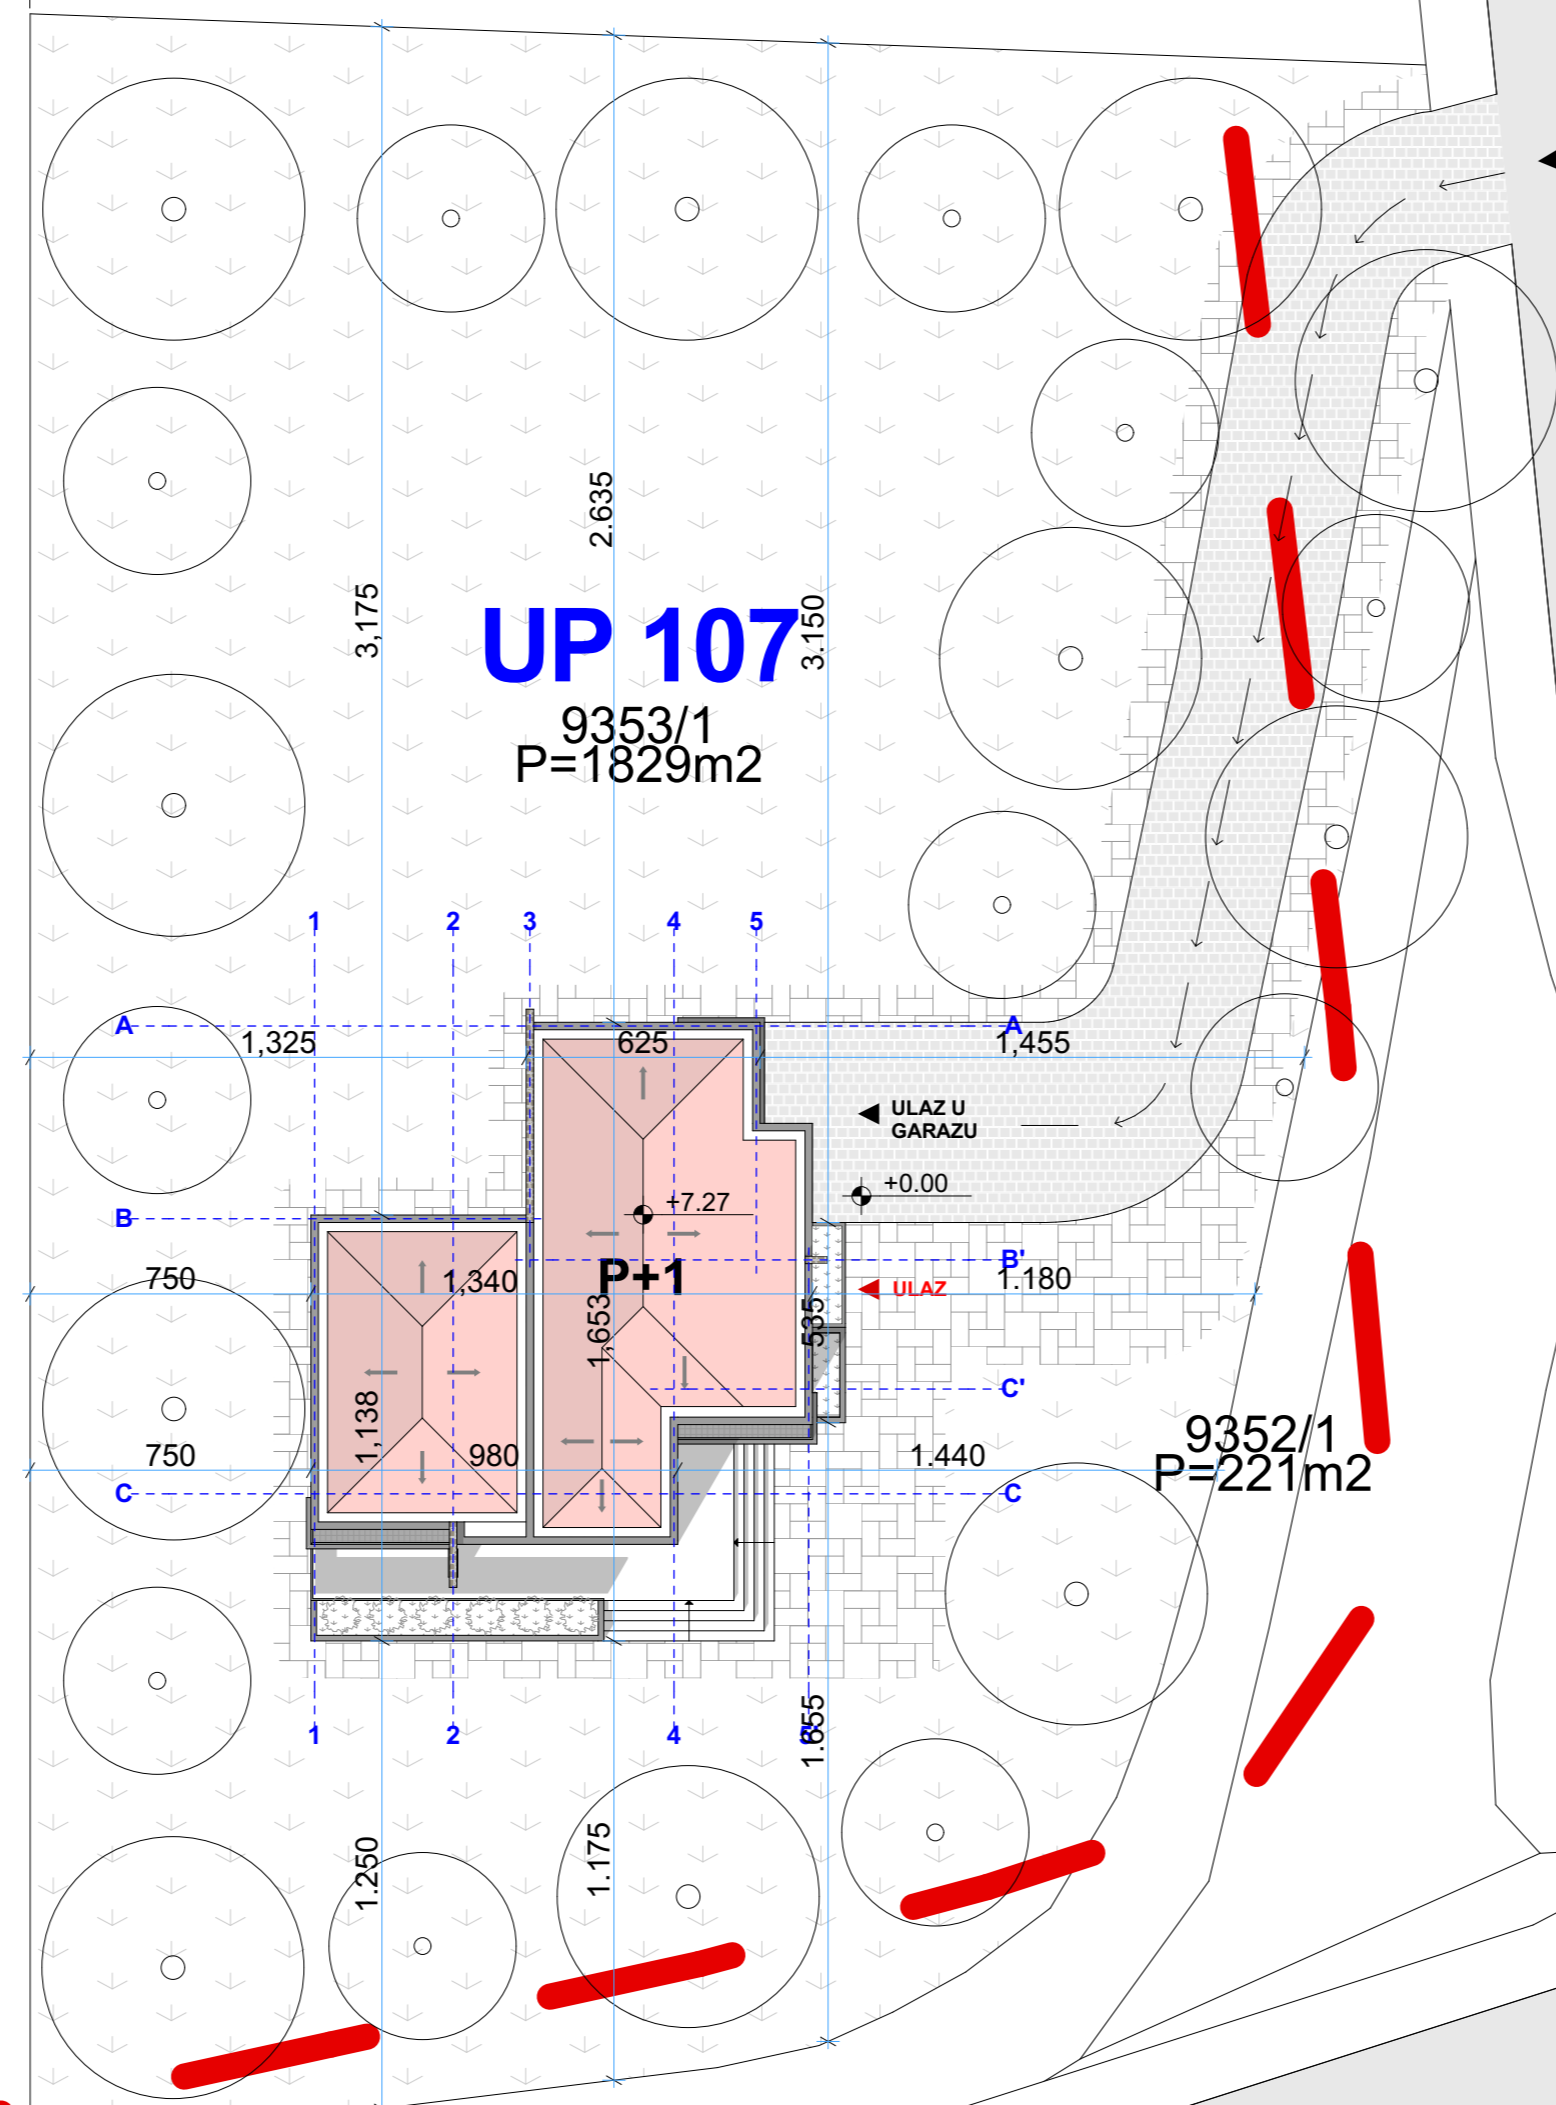 2.635
3,175
3.150
UP 107
9353/1
P=1829m2
1 2 3 4 5
A A
1,325 625 1,455
ULAZ U
GARAZU
+0.00
+7.27
B
B'
750 1,340 P+1 1.180
ULAZ
1,653 535
C'
1,138
9352/1
P=221m2
750 980 1.440
C C
1 2 4
1.655
1.250 1.175